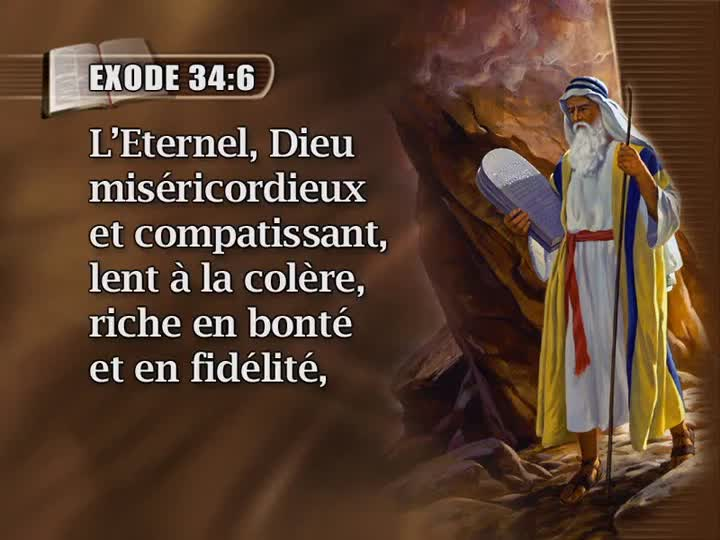 EXODE 34:6
L'Eternel, Dieu
miséricordieux
et compatissant,
lent à la colère,
riche en bonté
et en fidélité,